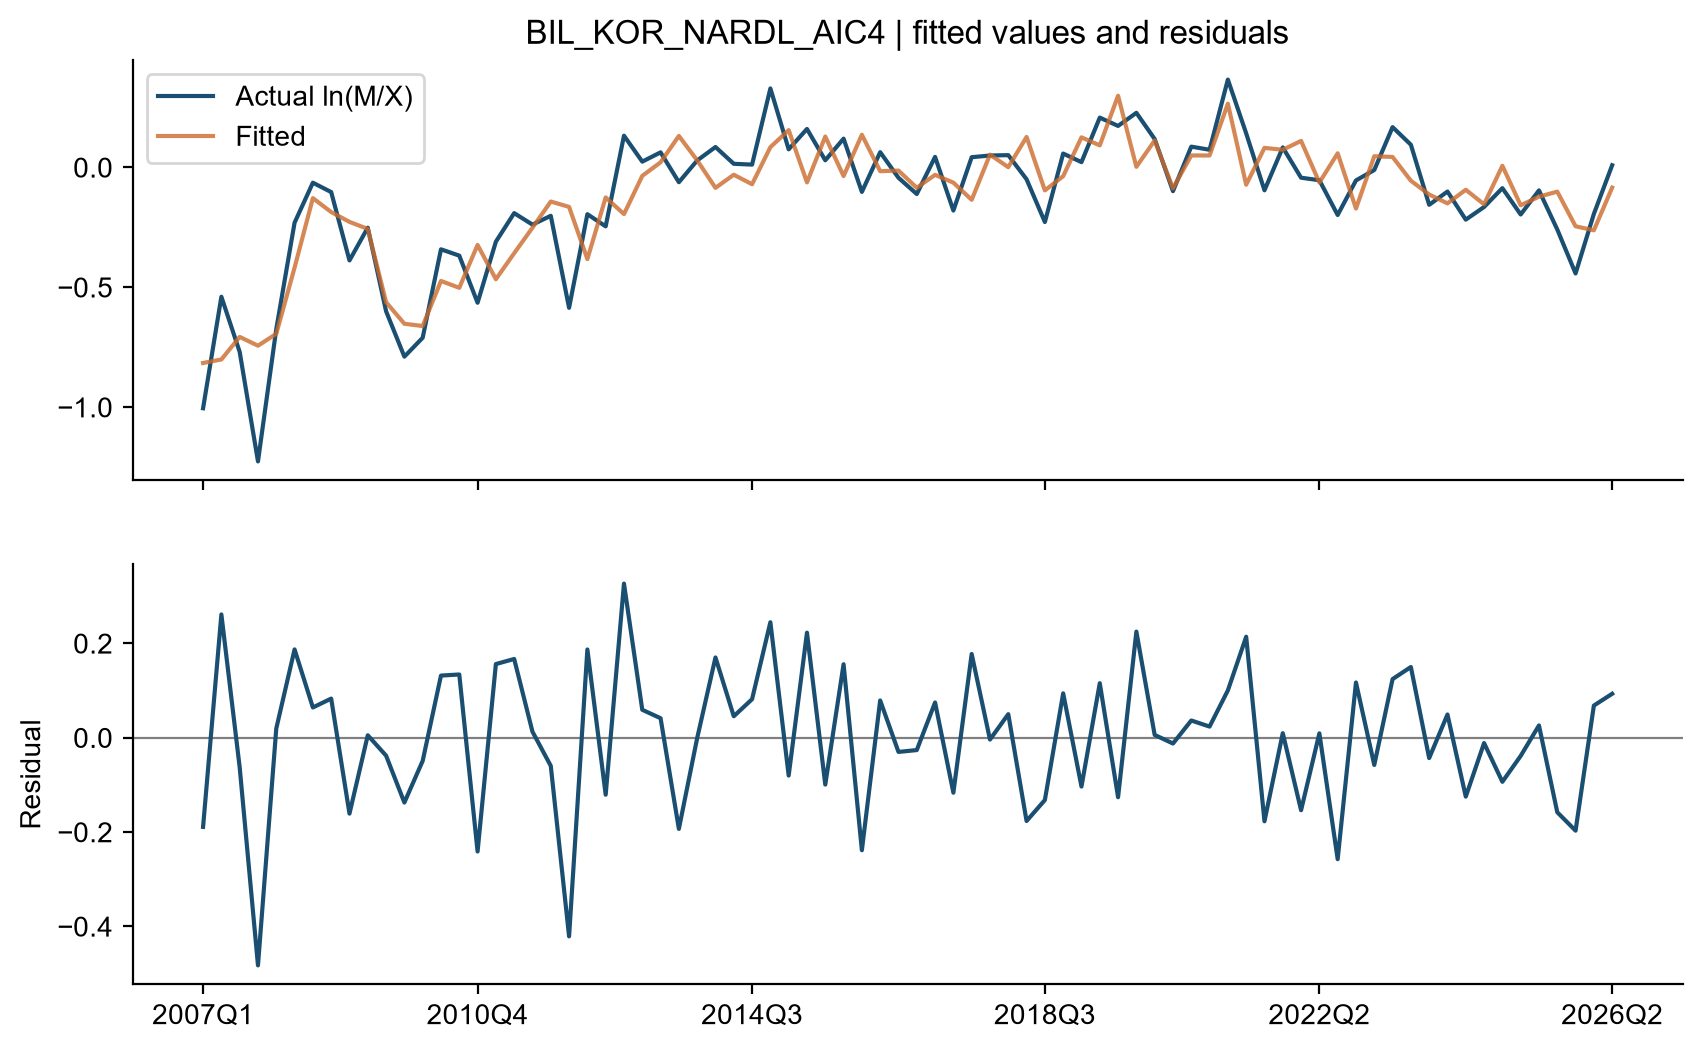 BIL_KOR_NARDL_AIC4 | fitted values and residuals
Actual ln(M/X)
Fitted
0.0
−0.5
−1.0
0.2
0.0
−0.2
−0.4
Residual
2007Q1 2010Q4 2014Q3 2018Q3 2022Q2 2026Q2